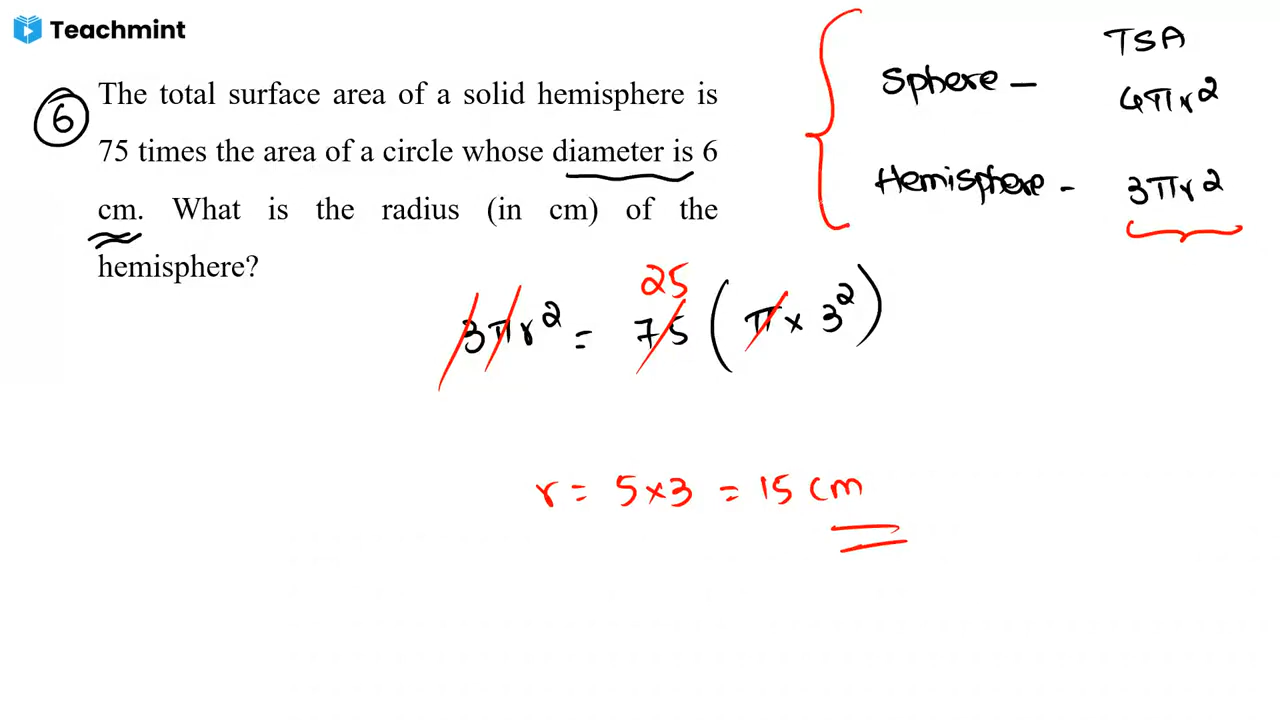 Teachmint
6 The total surface area of a solid hemisphere is
75 times the area of a circle whose diameter is 6
cm. What is the radius (in cm) of the
hemisphere?
TSA
Sphere – 4πr²
Hemisphere - 3πr²
25
3πr² = 75 (π × 3²)
r = 5×3 = 15 cm